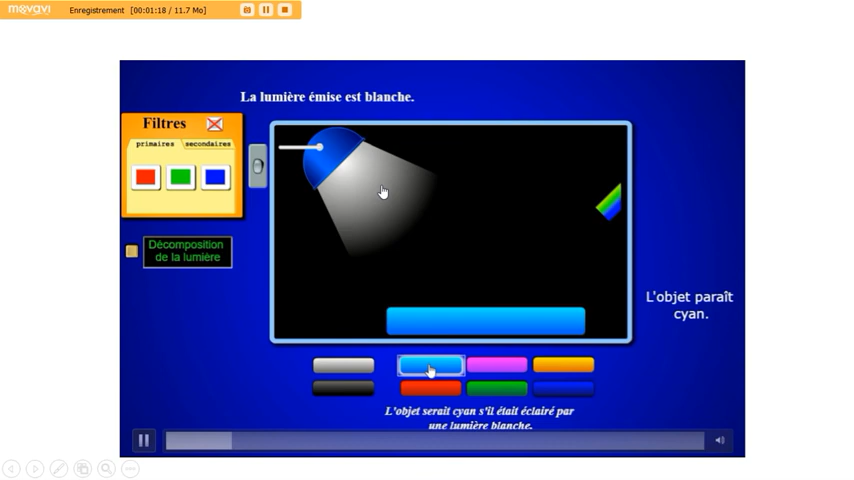 movavi
Enregistrement [00:01:18 / 11.7 Mo]
La lumière émise est blanche.
Filtres
primaires secondaires
Décomposition
de la lumière
L'objet paraît
cyan.
L'objet serait cyan s'il était éclairé par
une lumière blanche.